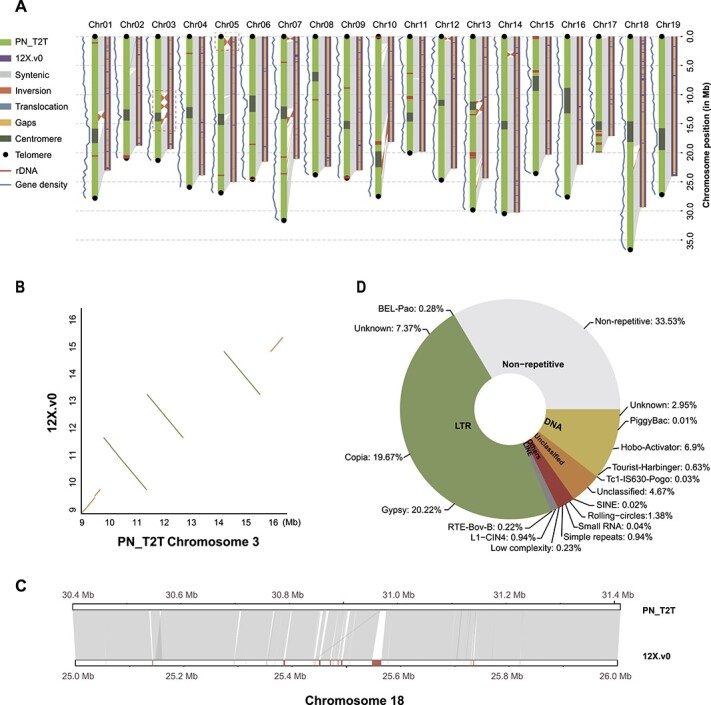 A
Chr01 Chr02 Chr03 Chr04 Chr05 Chr06 Chr07 Chr08 Chr09 Chr10 Chr11 Chr12 Chr13 Chr14 Chr15 Chr16 Chr17 Chr18 Chr19
PN_T2T
12X.v0
Syntenic
Inversion
Translocation
Gaps
Centromere
Telomere
rDNA
Gene density
0.0
5.0
10.0
15.0
20.0
25.0
30.0
35.0
Chromosome position (in Mb)
B
16
15
14
13
12
11
10
9
12X.v0
9 10 11 12 13 14 15 16 (Mb)
PN_T2T Chromosome 3
D
BEL-Pao: 0.28%
Unknown: 7.37%
Non-repetitive: 33.53%
Non-repetitive
Unknown: 2.95%
PiggyBac: 0.01%
DNA
LTR
Unclassified
Others
LINE
Hobo-Activator: 6.9%
Copia: 19.67%
Tourist-Harbinger: 0.63%
Tc1-IS630-Pogo: 0.03%
Unclassified: 4.67%
SINE: 0.02%
Gypsy: 20.22%
Rolling-circles: 1.38%
RTE-Bov-B: 0.22%
Small RNA: 0.04%
L1-CIN4: 0.94%
Simple repeats: 0.94%
Low complexity: 0.23%
C
30.4 Mb 30.6 Mb 30.8 Mb 31.0 Mb 31.2 Mb 31.4 Mb
PN_T2T
12X.v0
25.0 Mb 25.2 Mb 25.4 Mb 25.6 Mb 25.8 Mb 26.0 Mb
Chromosome 18